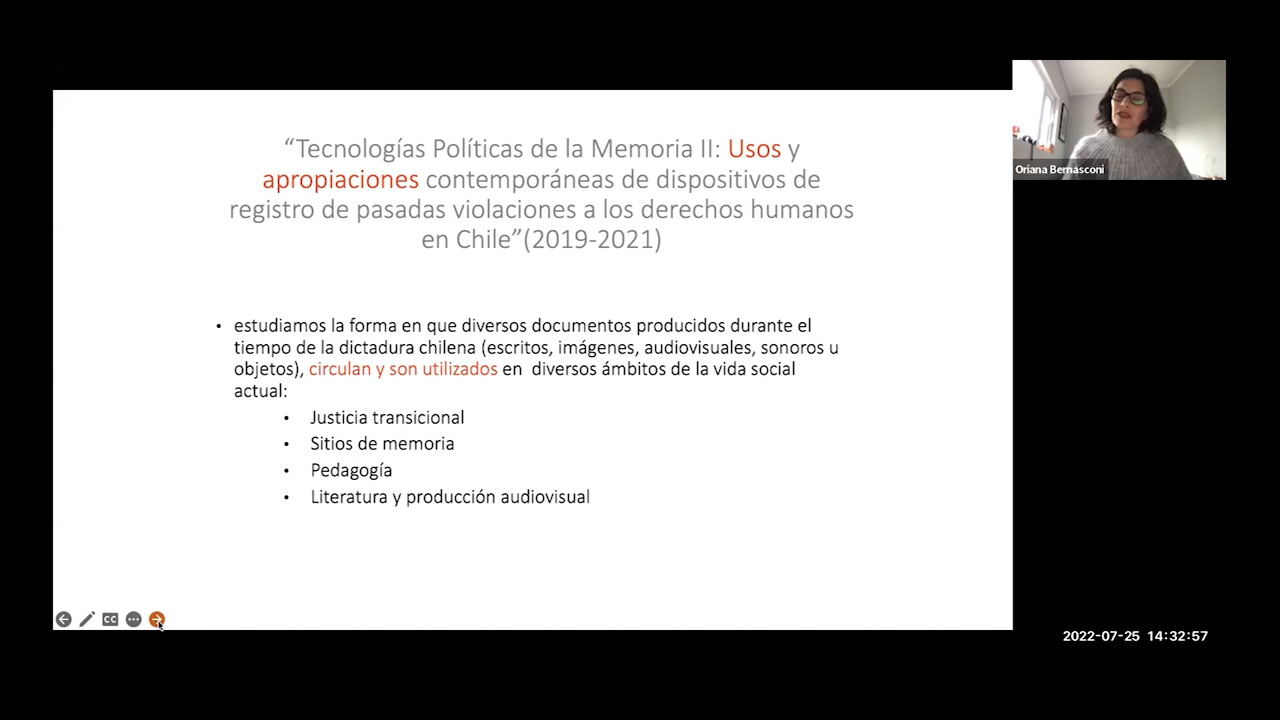 “Tecnologías Políticas de la Memoria II: Usos y
apropiaciones contemporáneas de dispositivos de
registro de pasadas violaciones a los derechos humanos
en Chile”(2019-2021)
• estudiamos la forma en que diversos documentos producidos durante el
tiempo de la dictadura chilena (escritos, imágenes, audiovisuales, sonoros u
objetos), circulan y son utilizados en diversos ámbitos de la vida social
actual:
• Justicia transicional
• Sitios de memoria
• Pedagogía
• Literatura y producción audiovisual
CC
Oriana Bernasconi
2022-07-25 14:32:57